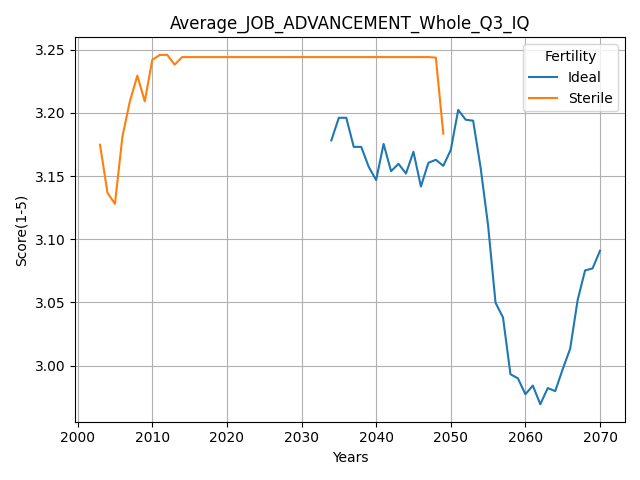 Average_JOB_ADVANCEMENT_Whole_Q3_IQ
Fertility
Ideal
Sterile
Score(1-5)
3.25
3.20
3.15
3.10
3.05
3.00
2000 2010 2020 2030 2040 2050 2060 2070
Years